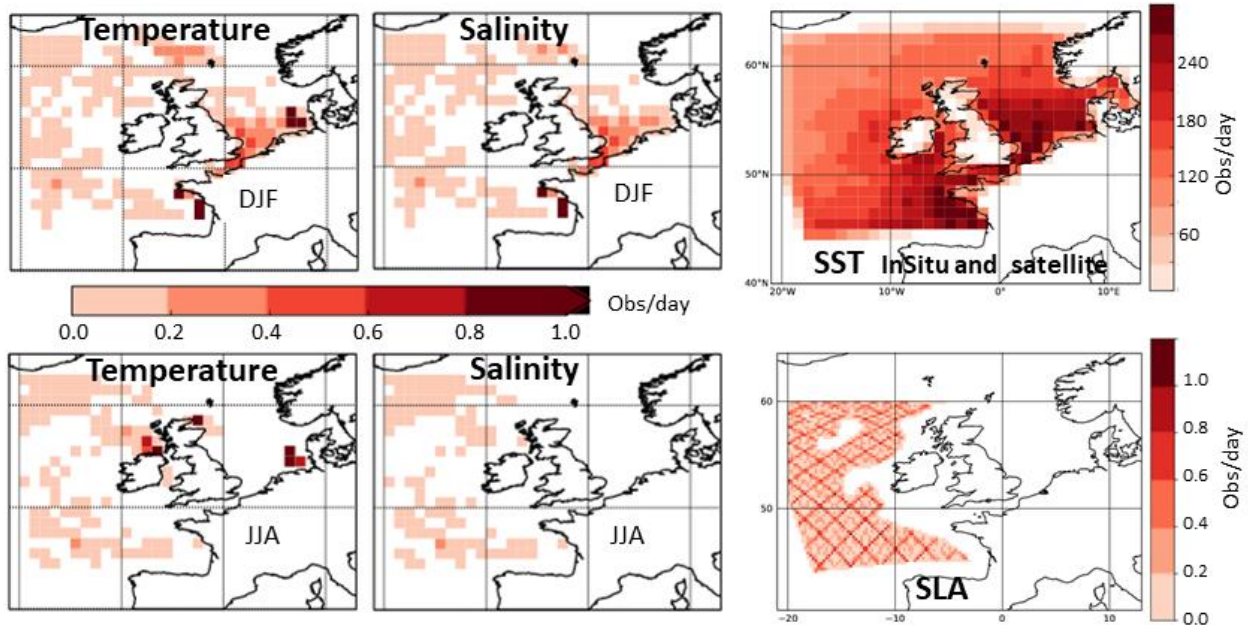 Temperature
DJF
Salinity
DJF
60°N
50°N
40°N
20°W
10°W
0°
10°E
SST InSitu and satellite
240
180
120
60
Obs/day
0.0
0.2
0.4
0.6
0.8
1.0
Obs/day
Temperature
JJA
Salinity
JJA
60
50
−20
−10
0
10
SLA
1.0
0.8
0.6
0.4
0.2
0.0
Obs/day